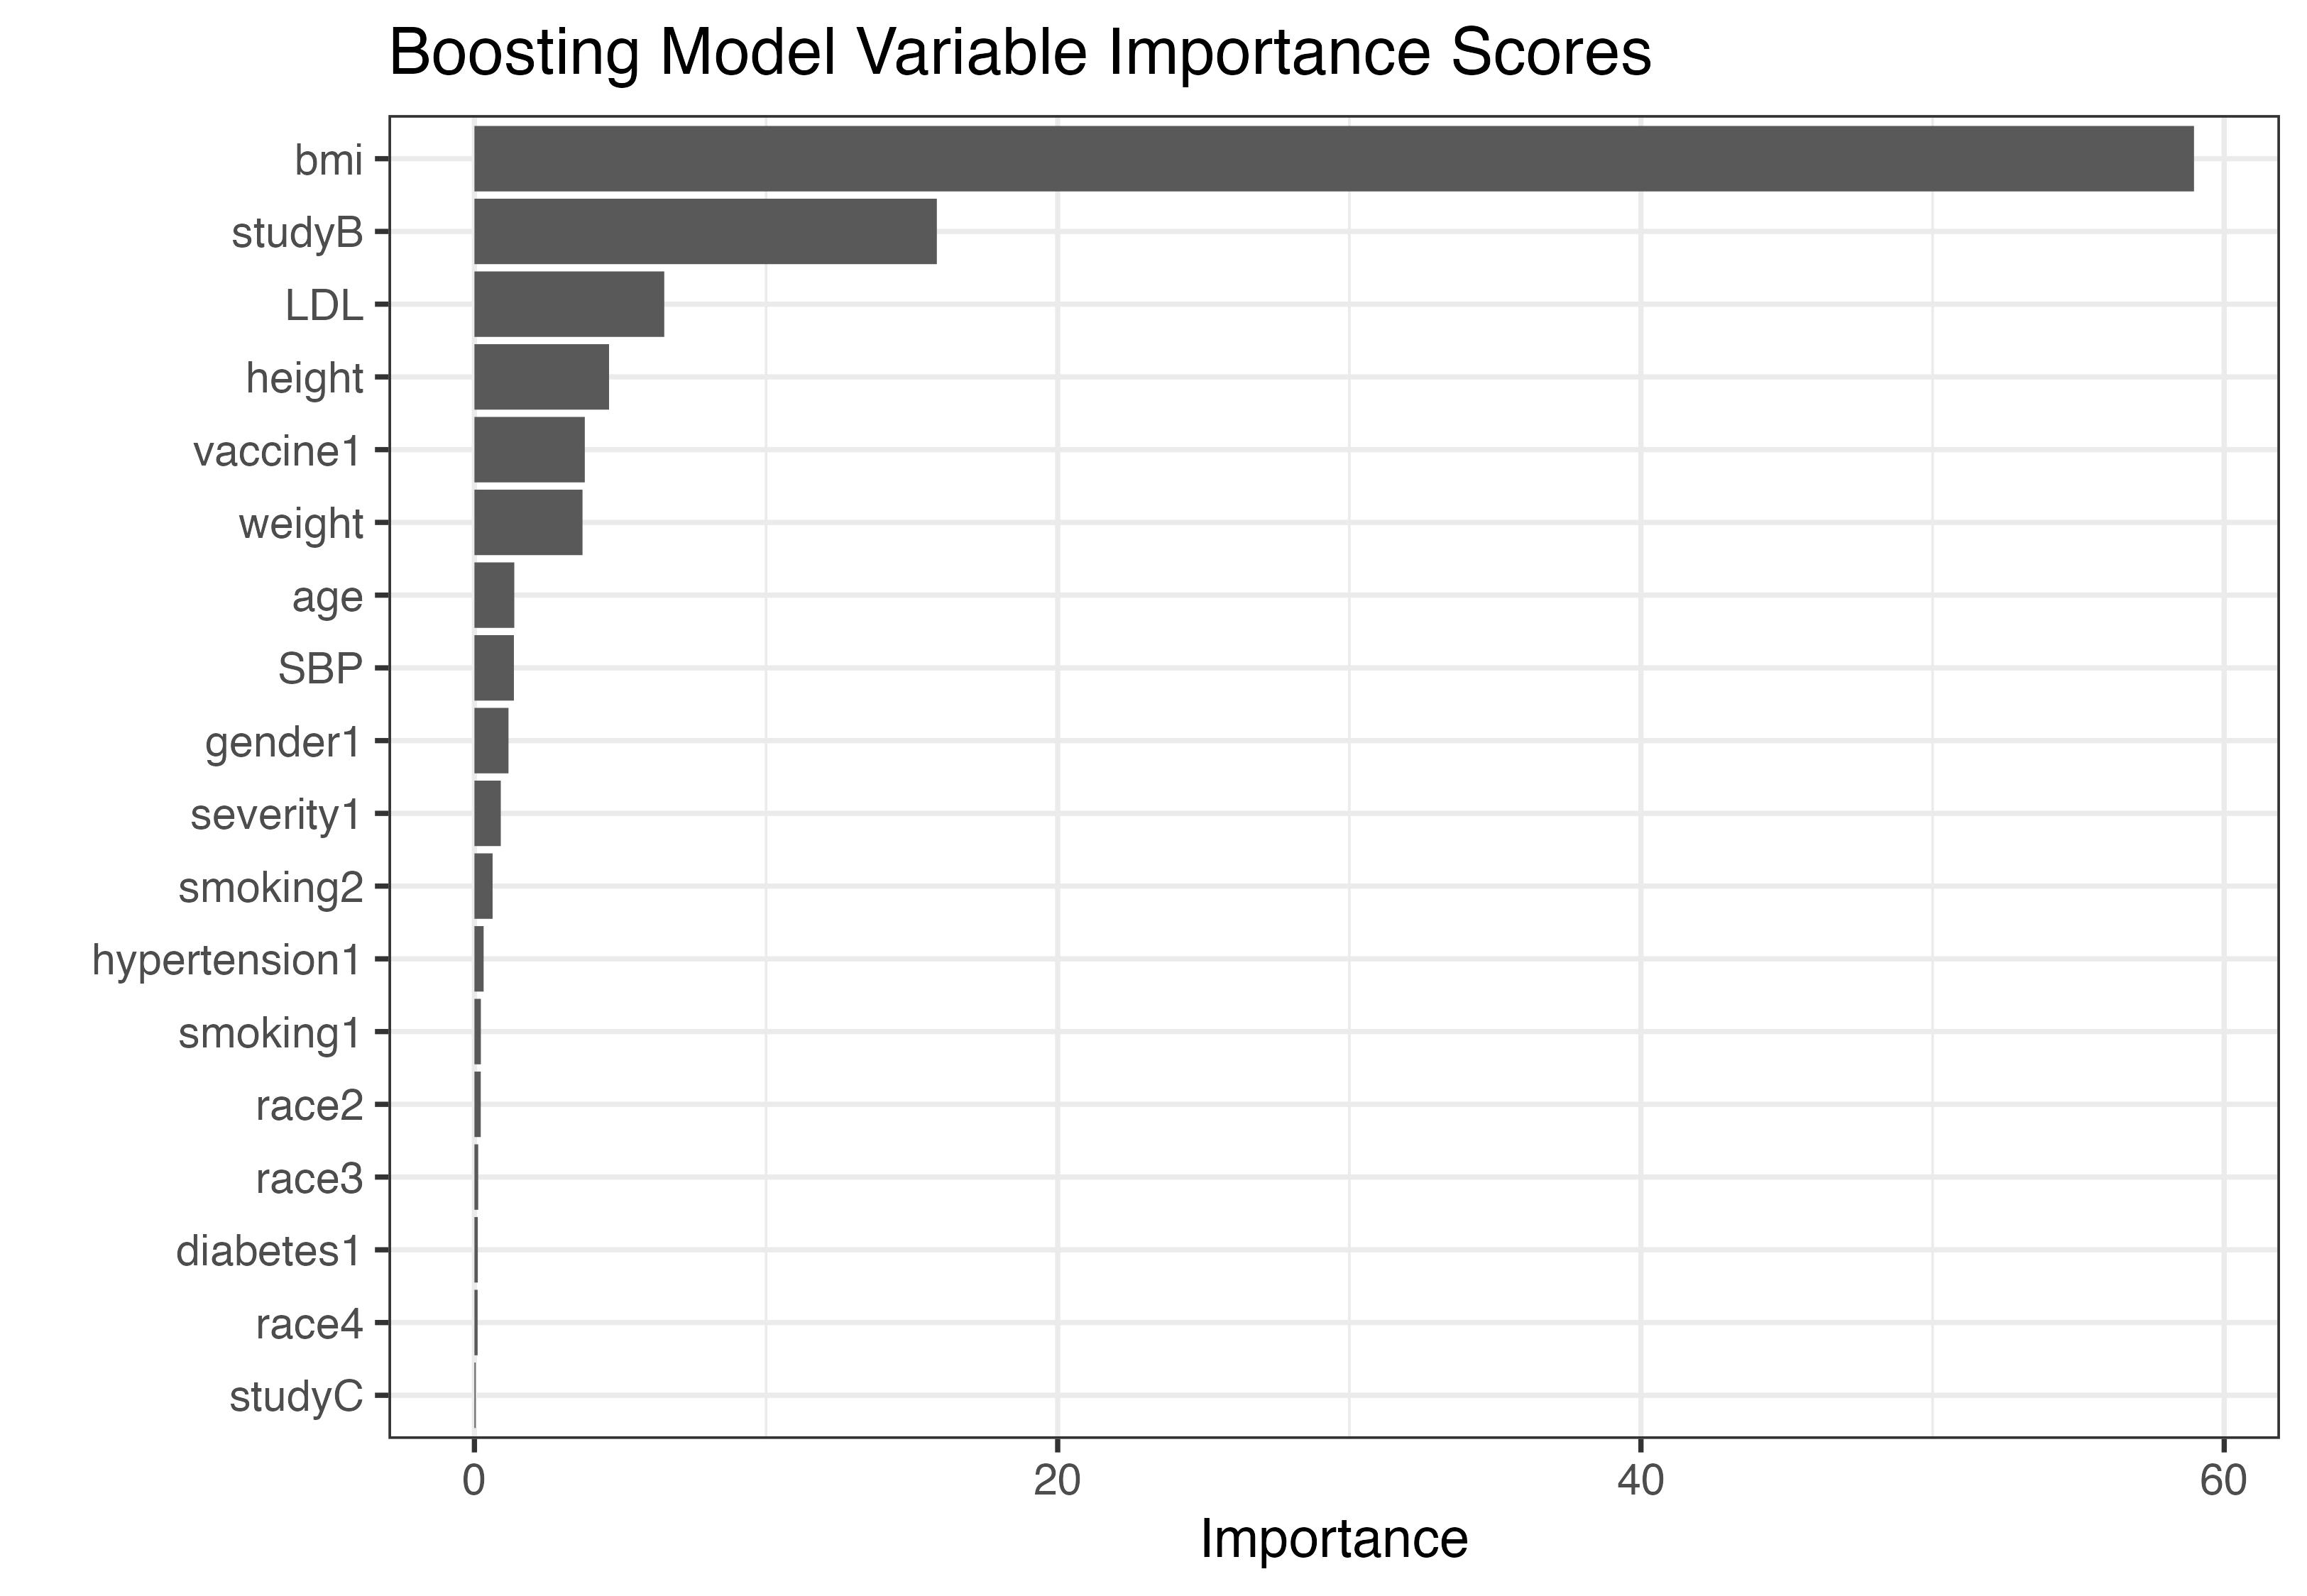 Boosting Model Variable Importance Scores
bmi
studyB
LDL
height
vaccine1
weight
age
SBP
gender1
severity1
smoking2
hypertension1
smoking1
race2
race3
diabetes1
race4
studyC
0 20 40 60
Importance